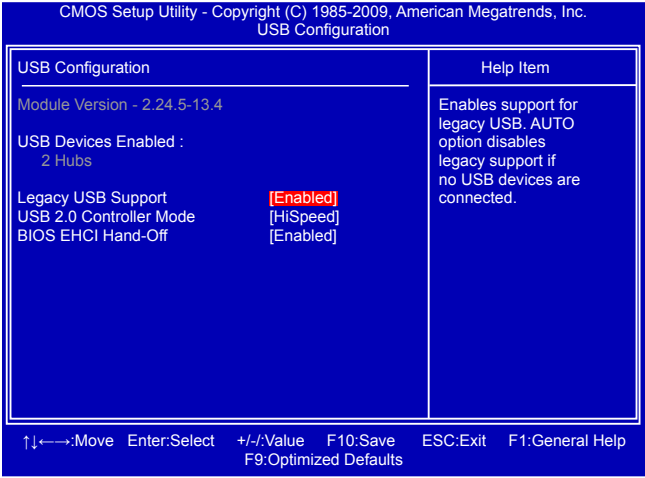 CMOS Setup Utility - Copyright (C) 1985-2009, American Megatrends, Inc.
USB Configuration
USB Configuration
Module Version - 2.24.5-13.4
USB Devices Enabled :
2 Hubs
Legacy USB Support [Enabled]
USB 2.0 Controller Mode [HiSpeed]
BIOS EHCI Hand-Off [Enabled]
Help Item
Enables support for
legacy USB. AUTO
option disables
legacy support if
no USB devices are
connected.
↑↓←→:Move Enter:Select +/-/:Value F10:Save ESC:Exit F1:General Help
F9:Optimized Defaults